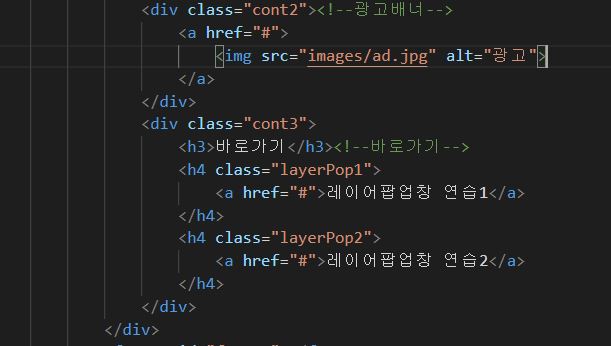 <div class="cont2"><!--광고배너-->
<a href="#">
<img src="images/ad.jpg" alt="광고">
</a>
</div>
<div class="cont3">
<h3>바로가기</h3><!--바로가기-->
<h4 class="layerPop1">
<a href="#">레이어팝업창 연습1</a>
</h4>
<h4 class="layerPop2">
<a href="#">레이어팝업창 연습2</a>
</h4>
</div>
</div>